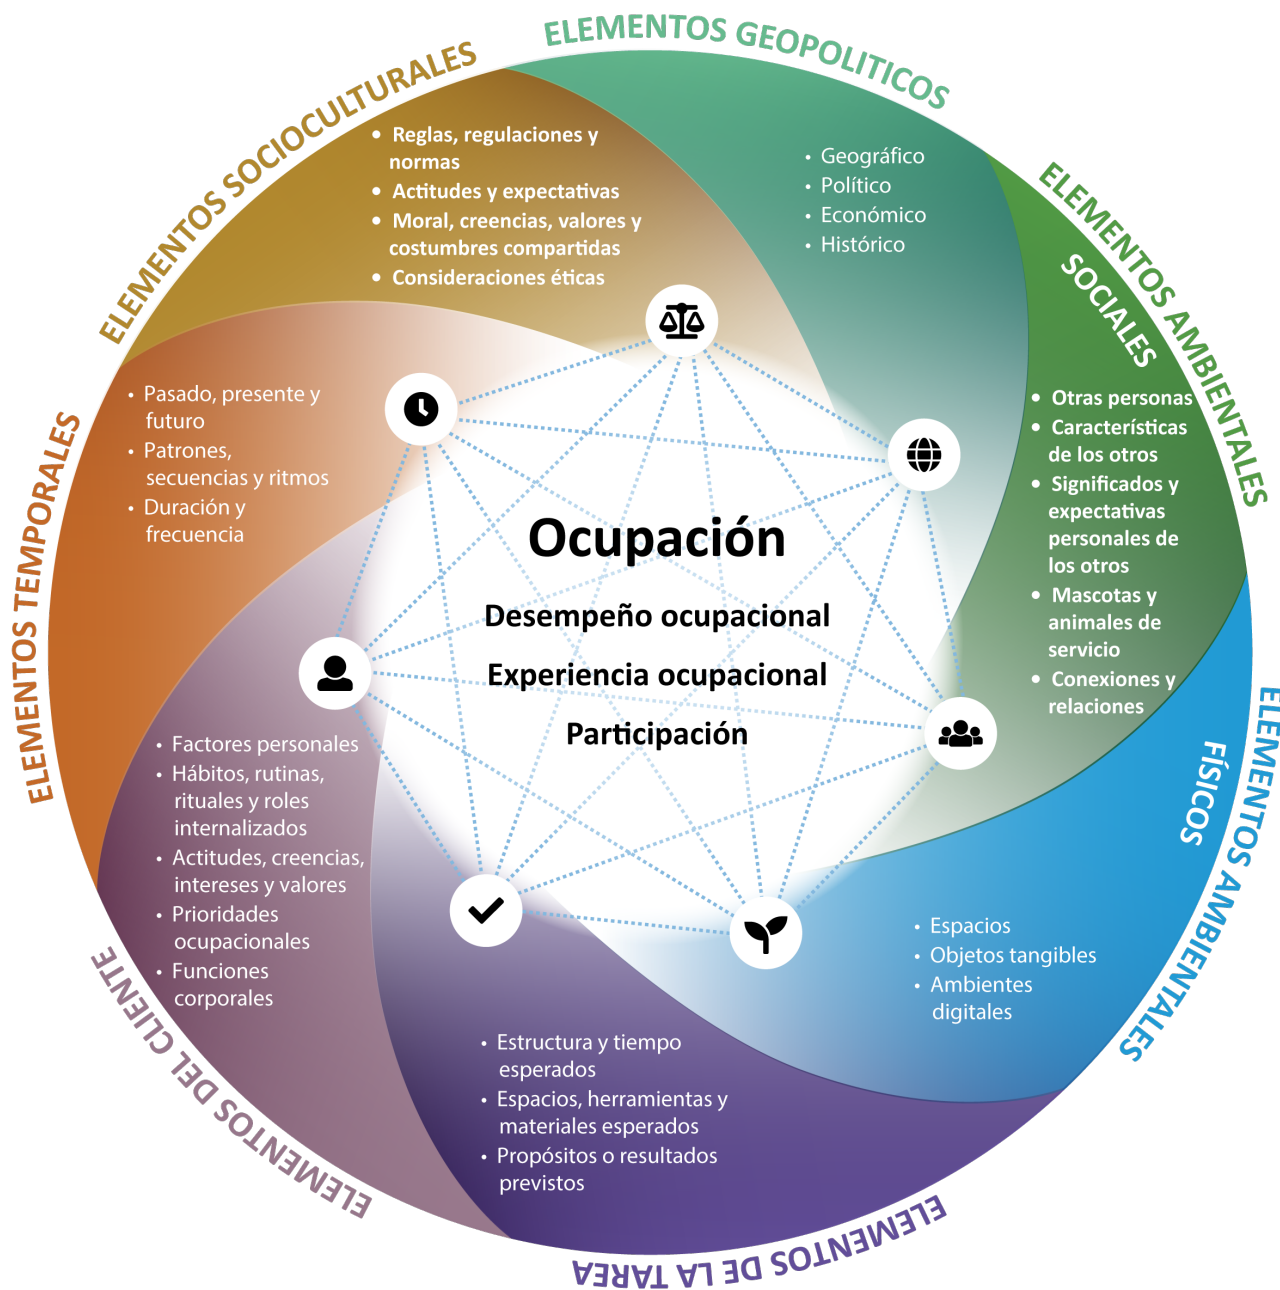 ELEMENTOS GEOPOLITICOS
• Geográfico
• Político
• Económico
• Histórico
ELEMENTOS AMBIENTALES
SOCIALES
• Otras personas
• Características
de los otros
• Significados y
expectativas
personales de
los otros
• Mascotas y
animales de
servicio
• Conexiones y
relaciones
ELEMENTOS AMBIENTALES
FÍSICOS
• Espacios
• Objetos tangibles
• Ambientes
digitales
ELEMENTOS DE LA TAREA
• Estructura y tiempo
esperados
• Espacios, herramientas y
materiales esperados
• Propósitos o resultados
previstos
ELEMENTOS DEL CLIENTE
• Factores personales
• Hábitos, rutinas,
rituales y roles
internalizados
• Actitudes, creencias,
intereses y valores
• Prioridades
ocupacionales
• Funciones
corporales
ELEMENTOS TEMPORALES
• Pasado, presente y
futuro
• Patrones,
secuencias y ritmos
• Duración y
frecuencia
ELEMENTOS SOCIOCULTURALES
• Reglas, regulaciones y
normas
• Actitudes y expectativas
• Moral, creencias, valores y
costumbres compartidas
• Consideraciones éticas
Ocupación
Desempeño ocupacional
Experiencia ocupacional
Participación